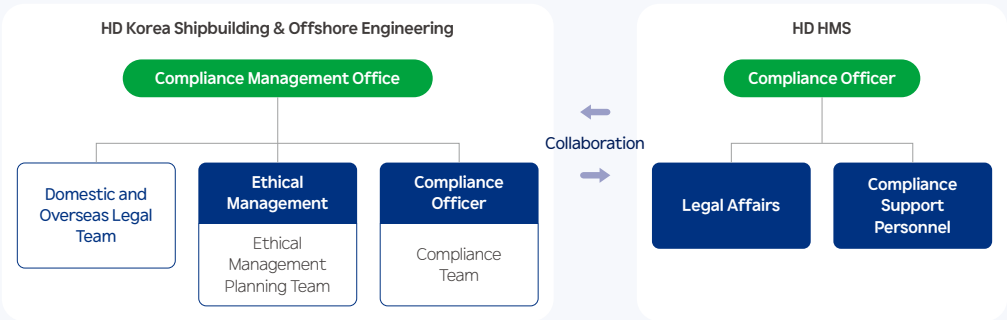 HD Korea Shipbuilding & Offshore Engineering
Compliance Management Office
Domestic and
Overseas Legal
Team
Ethical
Management
Ethical
Management
Planning Team
Compliance
Officer
Compliance
Team
Collaboration
HD HMS
Compliance Officer
Legal Affairs
Compliance
Support
Personnel